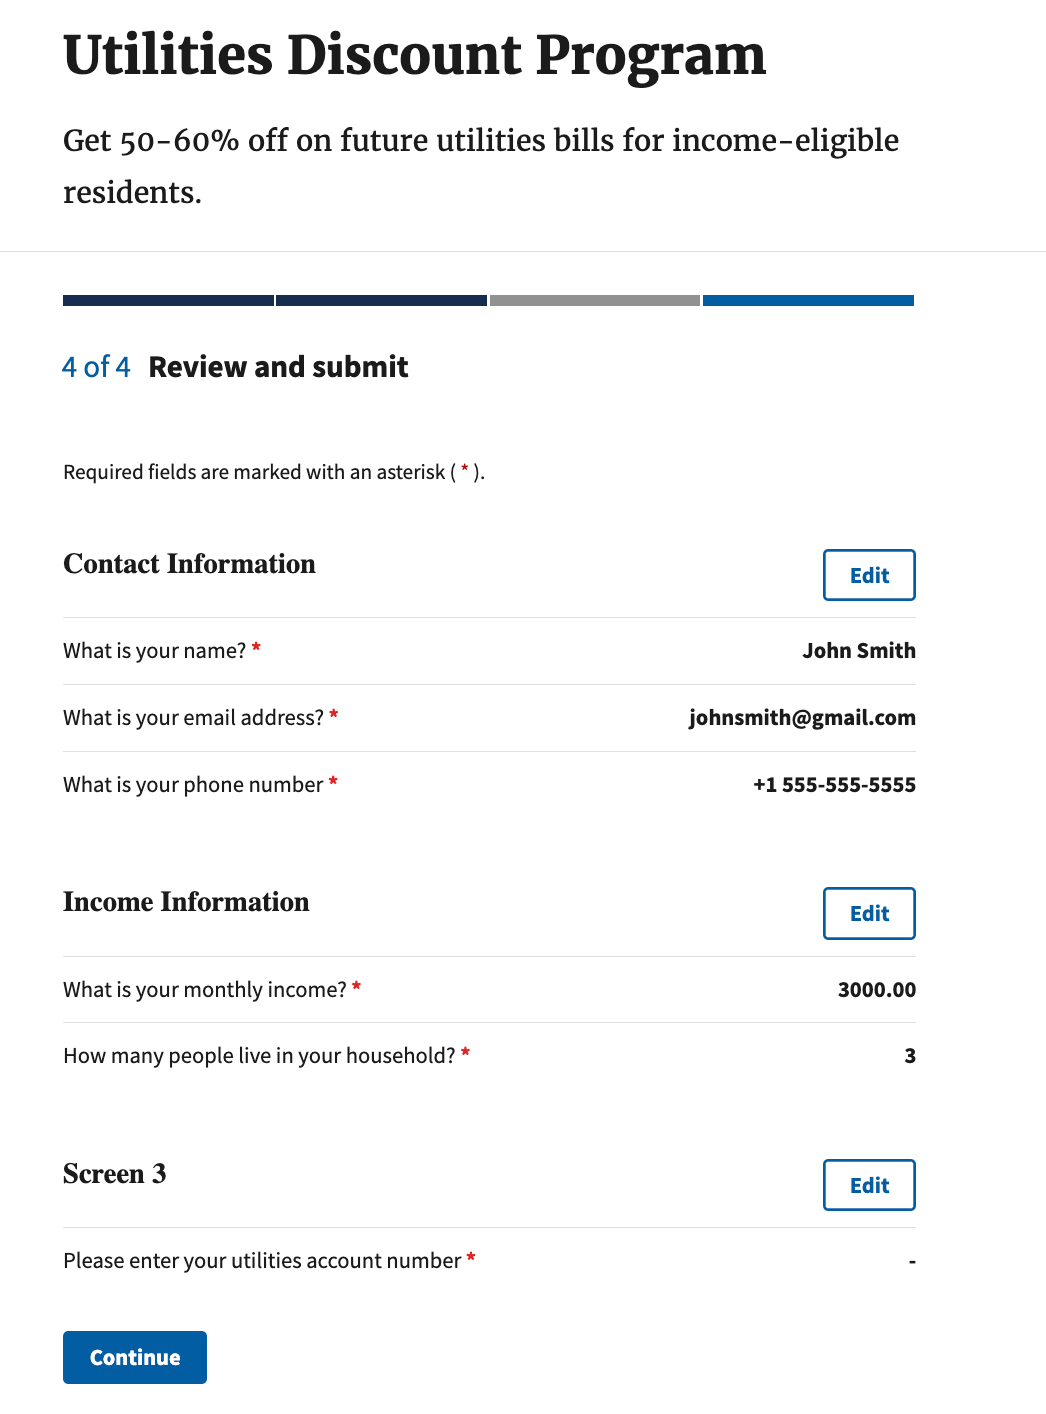 Utilities Discount Program
Get 50-60% off on future utilities bills for income-eligible
residents.
4 of 4 Review and submit
Required fields are marked with an asterisk ( * ).
Contact Information
Edit
What is your name? * John Smith
What is your email address? * johnsmith@gmail.com
What is your phone number * +1 555-555-5555
Income Information
Edit
What is your monthly income? * 3000.00
How many people live in your household? * 3
Screen 3
Edit
Please enter your utilities account number * -
Continue